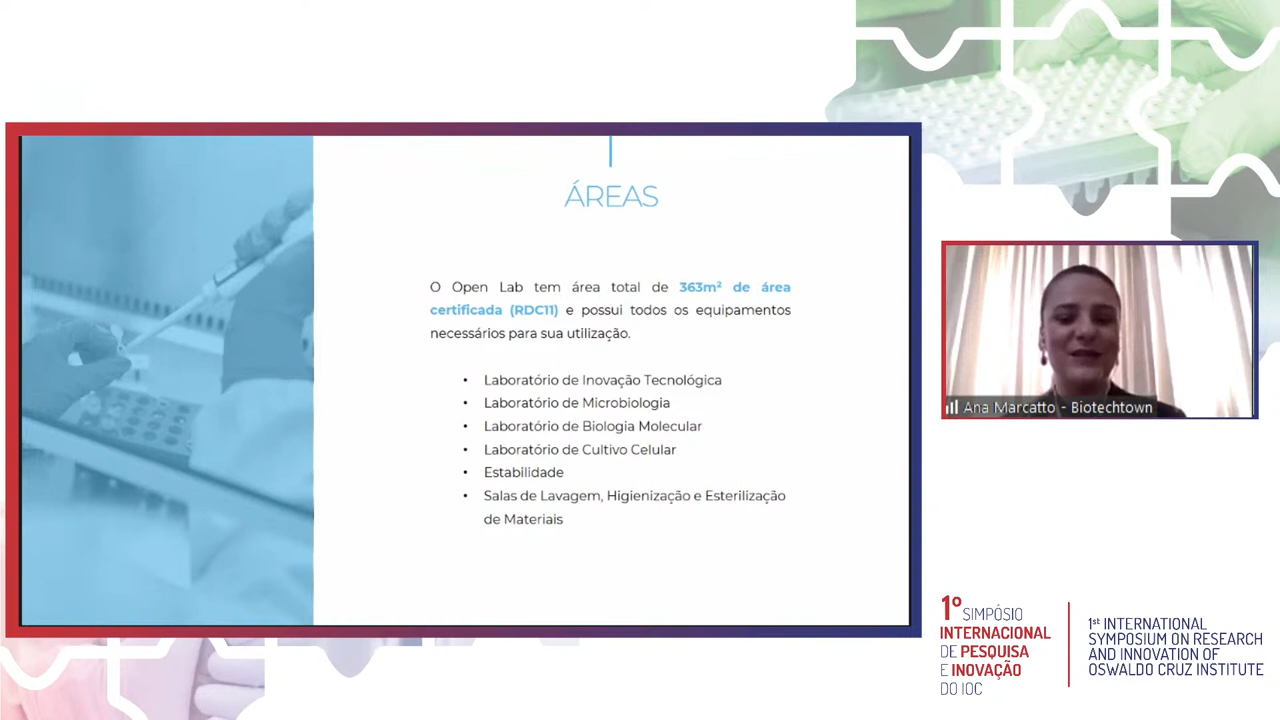 ÁREAS
O Open Lab tem área total de 363m² de área
certificada (RDC11) e possui todos os equipamentos
necessários para sua utilização.
• Laboratório de Inovação Tecnológica
• Laboratório de Microbiologia
• Laboratório de Biologia Molecular
• Laboratório de Cultivo Celular
• Estabilidade
• Salas de Lavagem, Higienização e Esterilização
de Materiais
Ana Marcatto - Biotechtown
1º SIMPÓSIO
INTERNACIONAL
DE PESQUISA
E INOVAÇÃO
DO IOC
1st INTERNATIONAL
SYMPOSIUM ON RESEARCH
AND INNOVATION OF
OSWALDO CRUZ INSTITUTE